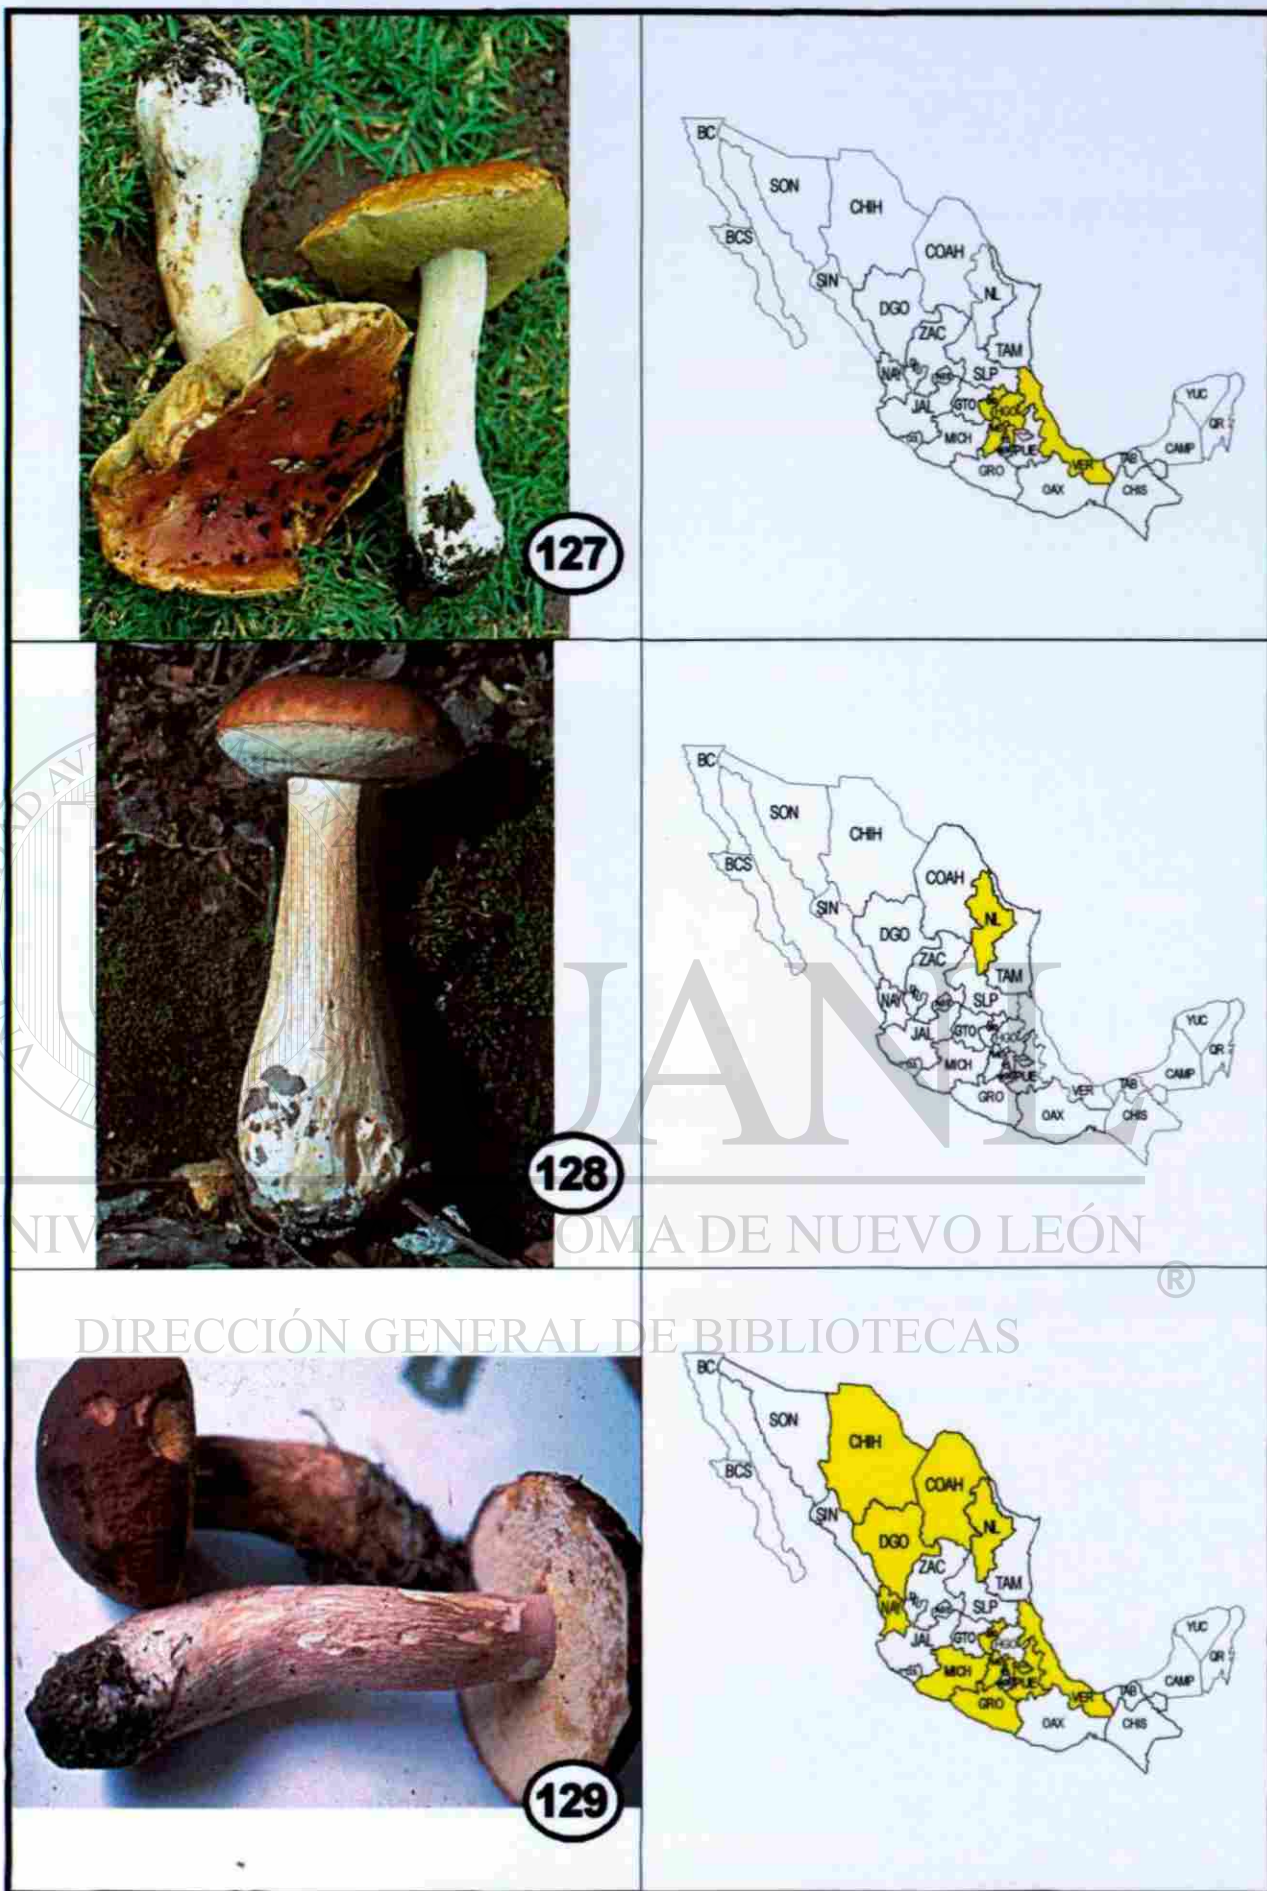 BC
SON
CHIH
BCS
COAH
SIN
NL
DGO
ZAC
TAM
NAY
SLP
JAL
GTO
HGO
MICH
PUE
GRO
OAX
VER
TAB
CHIS
CAMP
YUC
QR
127
BC
SON
CHIH
BCS
COAH
SIN
NL
DGO
ZAC
TAM
NAY
SLP
JAL
GTO
HGO
MICH
PUE
GRO
OAX
VER
TAB
CHIS
CAMP
YUC
QR
128
UANL
OMA DE NUEVO LEÓN
®
DIRECCIÓN GENERAL DE BIBLIOTECAS
BC
SON
CHIH
BCS
COAH
SIN
NL
DGO
ZAC
TAM
NAY
SLP
JAL
GTO
HGO
MICH
PUE
GRO
OAX
VER
TAB
CHIS
CAMP
YUC
QR
129